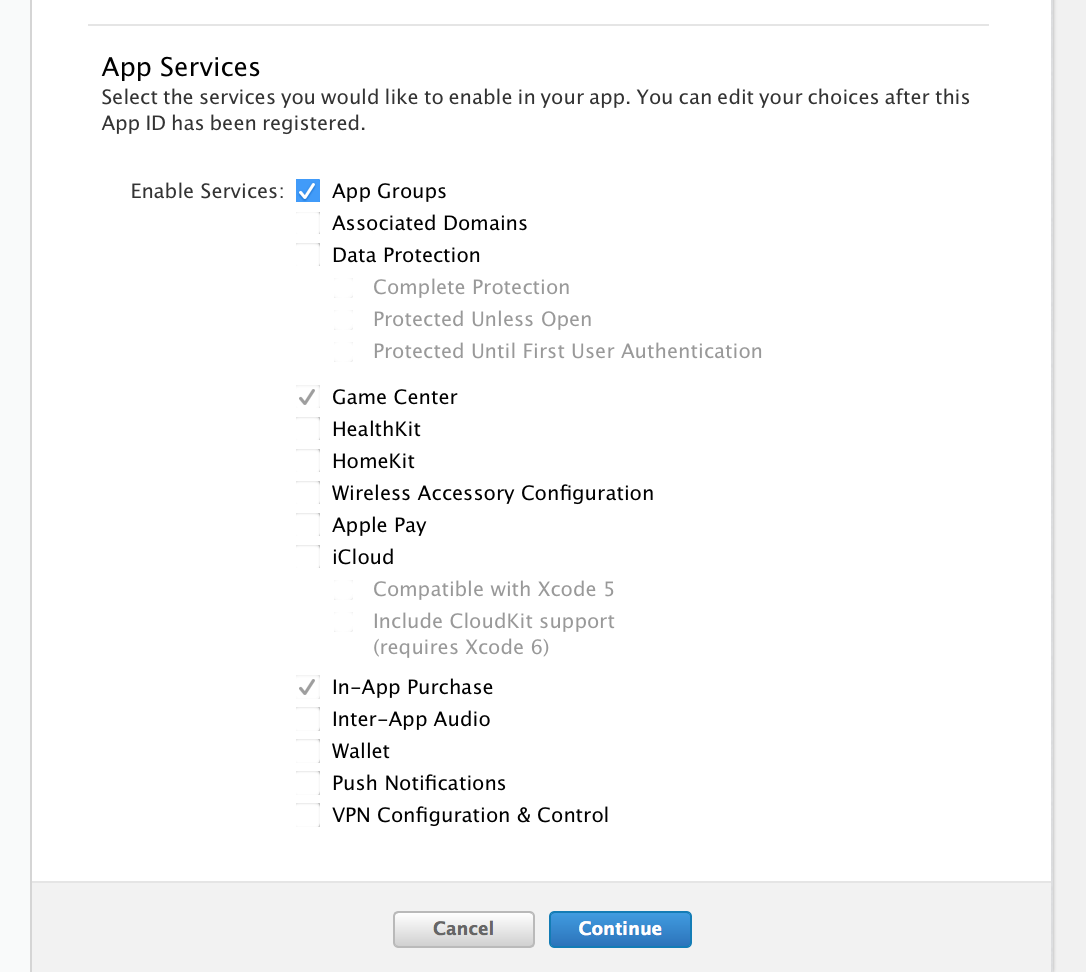 App Services
Select the services you would like to enable in your app. You can edit your choices after this
App ID has been registered.
Enable Services: App Groups
Associated Domains
Data Protection
Complete Protection
Protected Unless Open
Protected Until First User Authentication
Game Center
HealthKit
HomeKit
Wireless Accessory Configuration
Apple Pay
iCloud
Compatible with Xcode 5
Include CloudKit support
(requires Xcode 6)
In-App Purchase
Inter-App Audio
Wallet
Push Notifications
VPN Configuration & Control
Cancel Continue